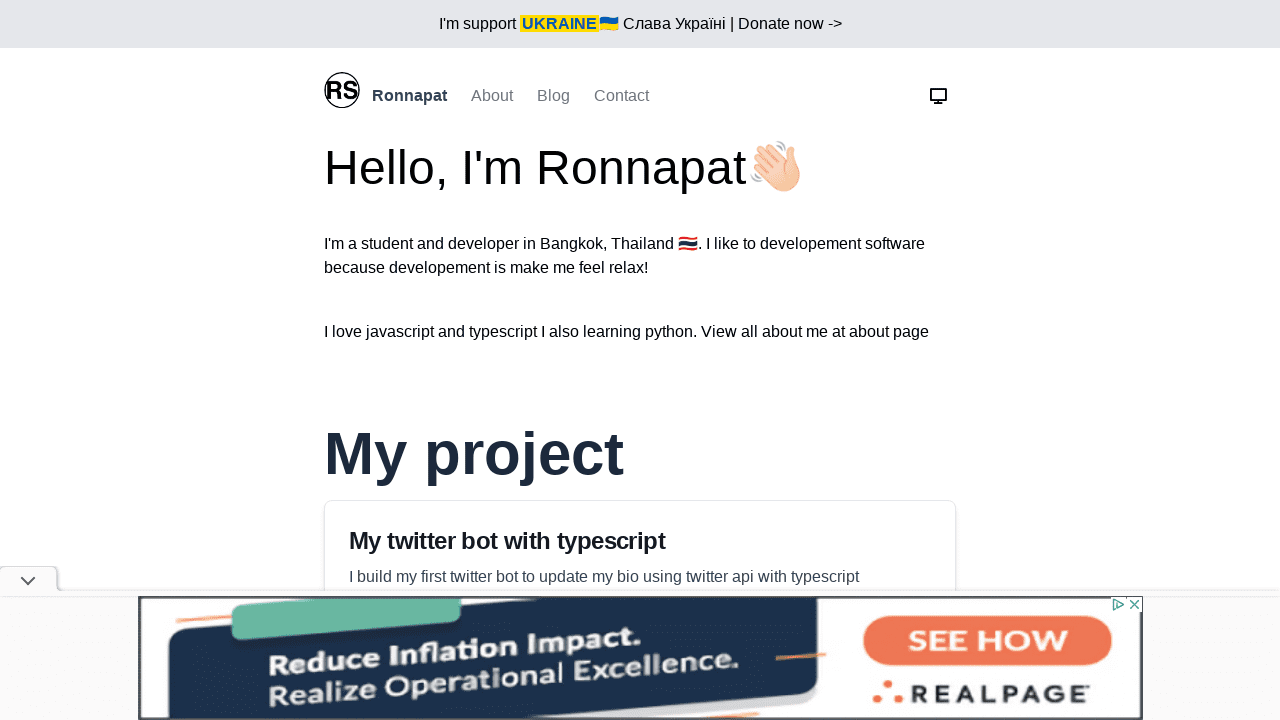 I'm support UKRAINE🇺🇦 Слава Україні | Donate now ->
RS Ronnapat About Blog Contact
Hello, I'm Ronnapat👋🏻
I'm a student and developer in Bangkok, Thailand 🇹🇭. I like to developement software
because developement is make me feel relax!
I love javascript and typescript I also learning python. View all about me at about page
My project
My twitter bot with typescript
I build my first twitter bot to update my bio using twitter api with typescript
Reduce Inflation Impact.
Realize Operational Excellence.
SEE HOW
REALPAGE